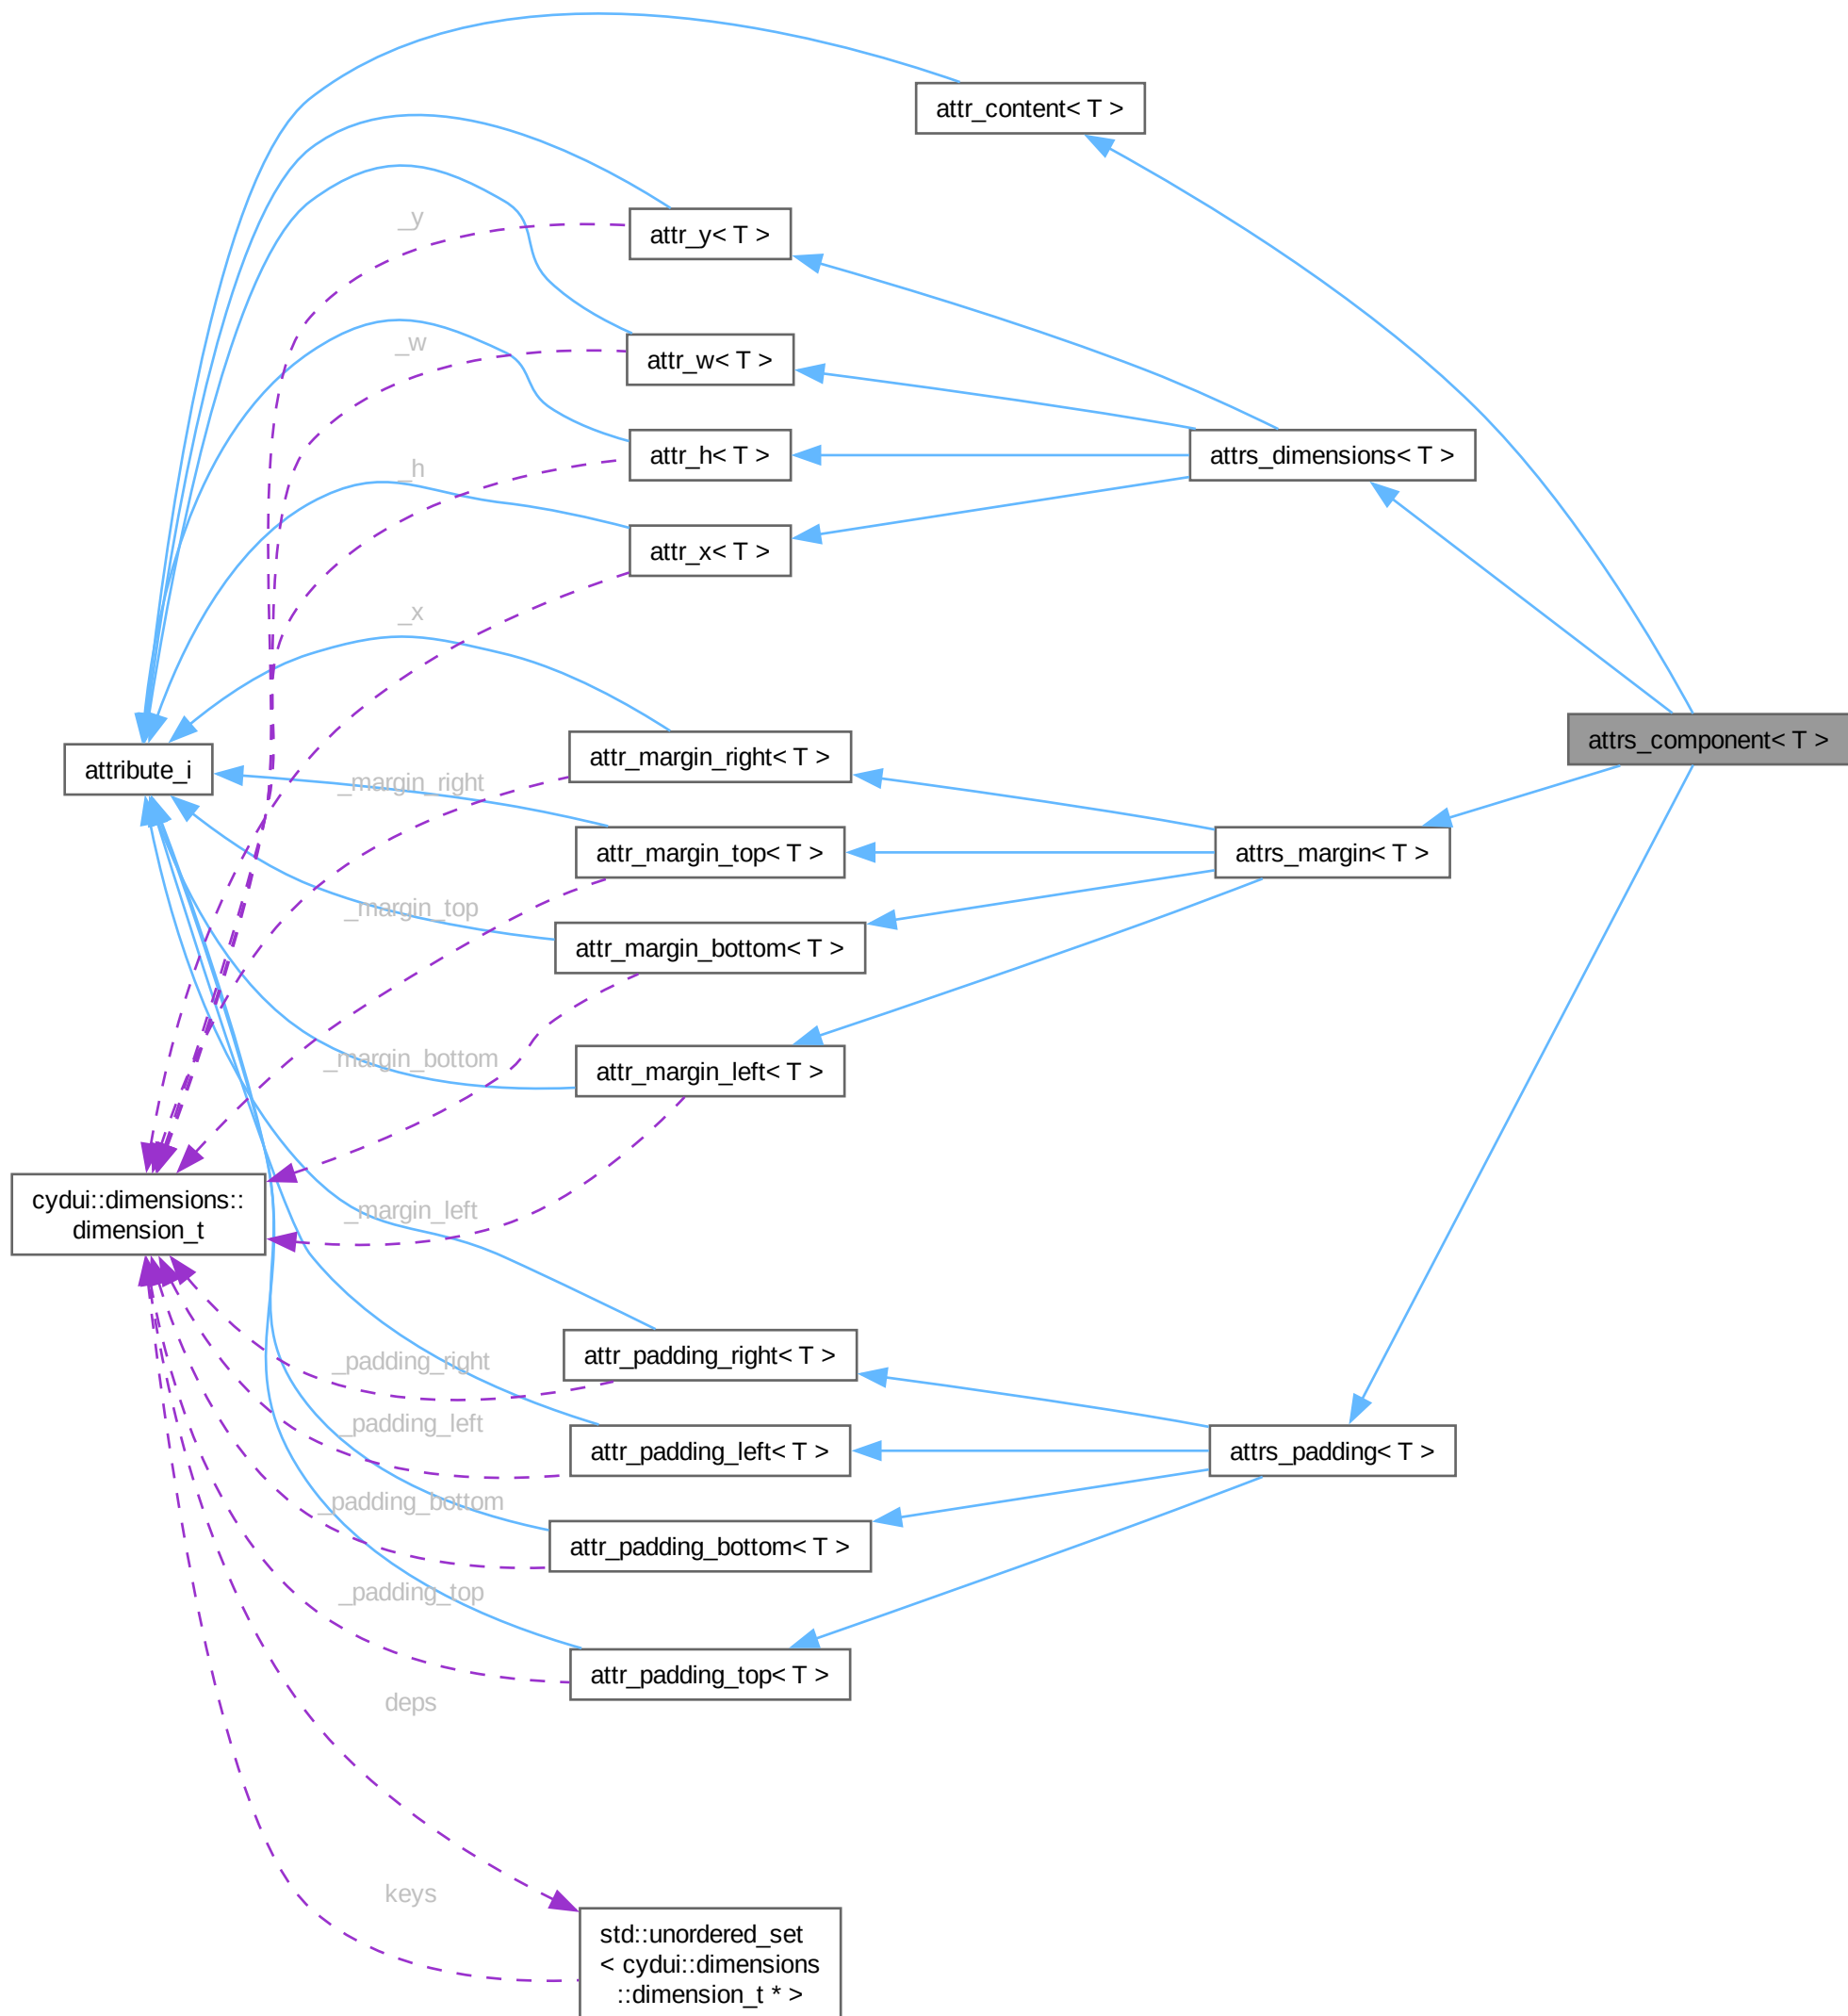 attr_content< T >
_y
attr_y< T >
_w
attr_w< T >
attr_h< T >
attrs_dimensions< T >
_h
attr_x< T >
_x
attrs_component< T >
attr_margin_right< T >
attribute_i
_margin_right
attr_margin_top< T >
attrs_margin< T >
_margin_top
attr_margin_bottom< T >
_margin_bottom
attr_margin_left< T >
cydui::dimensions::
dimension_t
_margin_left
attr_padding_right< T >
_padding_right
_padding_left
attr_padding_left< T >
attrs_padding< T >
_padding_bottom
attr_padding_bottom< T >
_padding_top
attr_padding_top< T >
deps
keys
std::unordered_set
< cydui::dimensions
::dimension_t * >